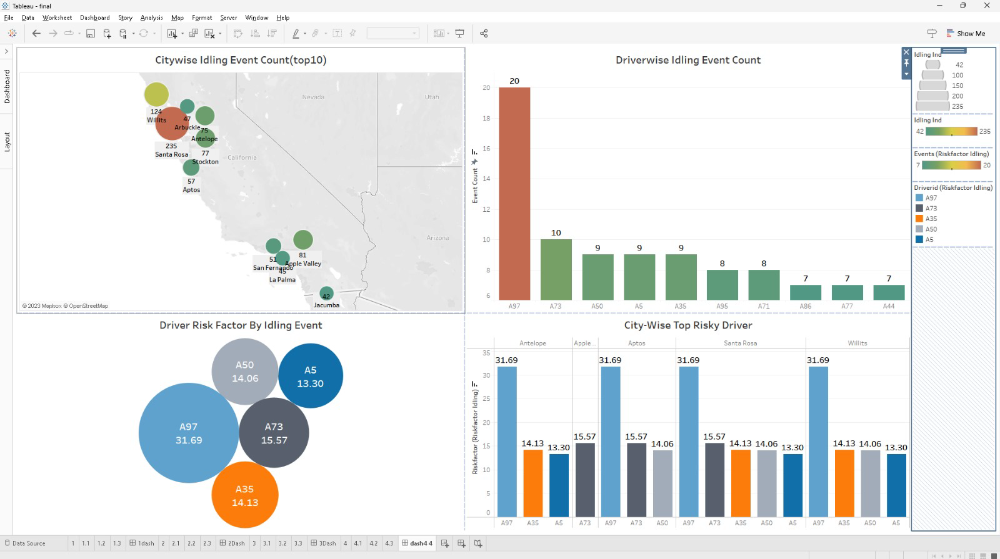 Tableau - final
File Data Worksheet Dashboard Story Analysis Map Format Server Window Help
Show Me
Dashboard
Layout
Citywise Idling Event Count(top10)
Nevada
Utah
California
Arizona
124
Willits
47
Arbuckle
75
Antelope
235
Santa Rosa
77
Stockton
57
Aptos
81
Apple Valley
51
San Fernando
45
La Palma
42
Jacumba
© 2023 Mapbox © OpenStreetMap
Driverwise Idling Event Count
Event Count
20
18
16
14
12
10
8
6
20 10 9 9 9 8 8 7 7 7
A97 A73 A50 A5 A35 A95 A71 A86 A77 A44
Idling Ind
42
100
150
200
235
Idling Ind
42 235
Events (Riskfactor Idling)
7 20
Driverid (Riskfactor Idling)
A97
A73
A35
A50
A5
Driver Risk Factor By Idling Event
A50
14.06
A5
13.30
A97
31.69
A73
15.57
A35
14.13
City-Wise Top Risky Driver
Antelope Apple .. Aptos Santa Rosa Willits
Riskfactor (Riskfactor Idling)
35
30
25
20
15
10
5
0
31.69 14.13 13.30 15.57 31.69 15.57 14.06 31.69 15.57 14.13 14.06 13.30 31.69 14.13 14.06 13.30
A97 A35 A5 A73 A97 A73 A50 A97 A73 A35 A50 A5 A97 A35 A50 A5
Data Source 1 1.1 1.2 1.3 1dash 2 2.1 2.2 2.3 2Dash 3 3.1 3.2 3.3 3Dash 4 4.1 4.2 4.3 dash4 4